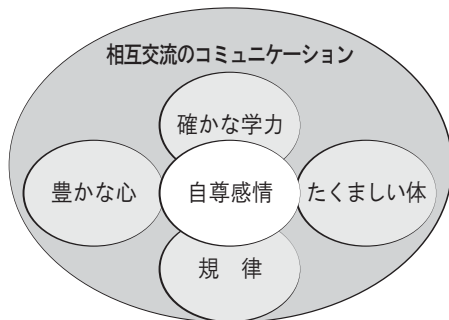 相互交流のコミュニケーション
確かな学力
豊かな心
自尊感情
たくましい体
規　律